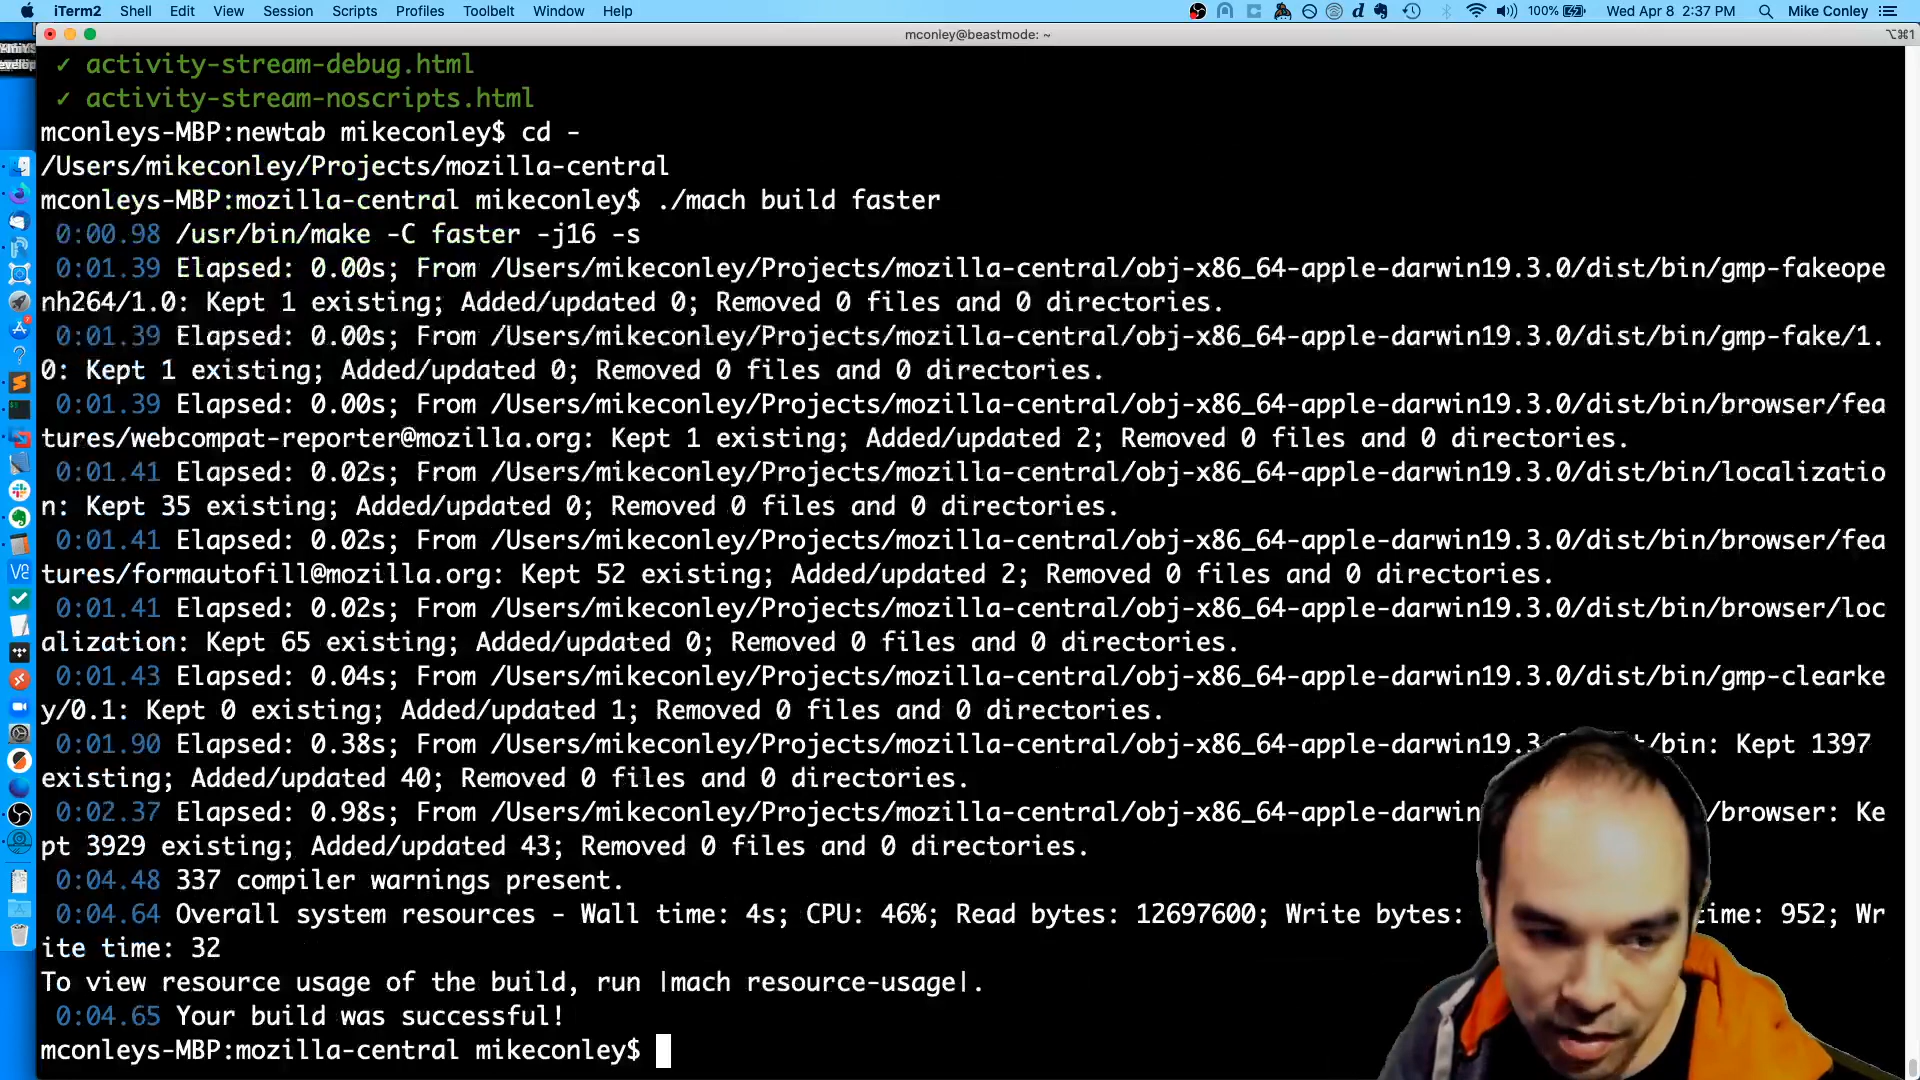 iTerm2 Shell Edit View Session Scripts Profiles Toolbelt Window Help 100% Wed Apr 8 2:37 PM Mike Conley
mconley@beastmode: ~ ⌥⌘1
✓ activity-stream-debug.html
✓ activity-stream-noscripts.html
mconleys-MBP:newtab mikeconley$ cd -
/Users/mikeconley/Projects/mozilla-central
mconleys-MBP:mozilla-central mikeconley$ ./mach build faster
0:00.98 /usr/bin/make -C faster -j16 -s
0:01.39 Elapsed: 0.00s; From /Users/mikeconley/Projects/mozilla-central/obj-x86_64-apple-darwin19.3.0/dist/bin/gmp-fakeope
nh264/1.0: Kept 1 existing; Added/updated 0; Removed 0 files and 0 directories.
0:01.39 Elapsed: 0.00s; From /Users/mikeconley/Projects/mozilla-central/obj-x86_64-apple-darwin19.3.0/dist/bin/gmp-fake/1.
0: Kept 1 existing; Added/updated 0; Removed 0 files and 0 directories.
0:01.39 Elapsed: 0.00s; From /Users/mikeconley/Projects/mozilla-central/obj-x86_64-apple-darwin19.3.0/dist/bin/browser/fea
tures/webcompat-reporter@mozilla.org: Kept 1 existing; Added/updated 2; Removed 0 files and 0 directories.
0:01.41 Elapsed: 0.02s; From /Users/mikeconley/Projects/mozilla-central/obj-x86_64-apple-darwin19.3.0/dist/bin/localizatio
n: Kept 35 existing; Added/updated 0; Removed 0 files and 0 directories.
0:01.41 Elapsed: 0.02s; From /Users/mikeconley/Projects/mozilla-central/obj-x86_64-apple-darwin19.3.0/dist/bin/browser/fea
tures/formautofill@mozilla.org: Kept 52 existing; Added/updated 2; Removed 0 files and 0 directories.
0:01.41 Elapsed: 0.02s; From /Users/mikeconley/Projects/mozilla-central/obj-x86_64-apple-darwin19.3.0/dist/bin/browser/loc
alization: Kept 65 existing; Added/updated 0; Removed 0 files and 0 directories.
0:01.43 Elapsed: 0.04s; From /Users/mikeconley/Projects/mozilla-central/obj-x86_64-apple-darwin19.3.0/dist/bin/gmp-clearke
y/0.1: Kept 0 existing; Added/updated 1; Removed 0 files and 0 directories.
0:01.90 Elapsed: 0.38s; From /Users/mikeconley/Projects/mozilla-central/obj-x86_64-apple-darwin19.3 /bin: Kept 1397
existing; Added/updated 40; Removed 0 files and 0 directories.
0:02.37 Elapsed: 0.98s; From /Users/mikeconley/Projects/mozilla-central/obj-x86_64-apple-darwin /browser: Ke
pt 3929 existing; Added/updated 43; Removed 0 files and 0 directories.
0:04.48 337 compiler warnings present.
0:04.64 Overall system resources - Wall time: 4s; CPU: 46%; Read bytes: 12697600; Write bytes: time: 952; Wr
ite time: 32
To view resource usage of the build, run |mach resource-usage|.
0:04.65 Your build was successful!
mconleys-MBP:mozilla-central mikeconley$